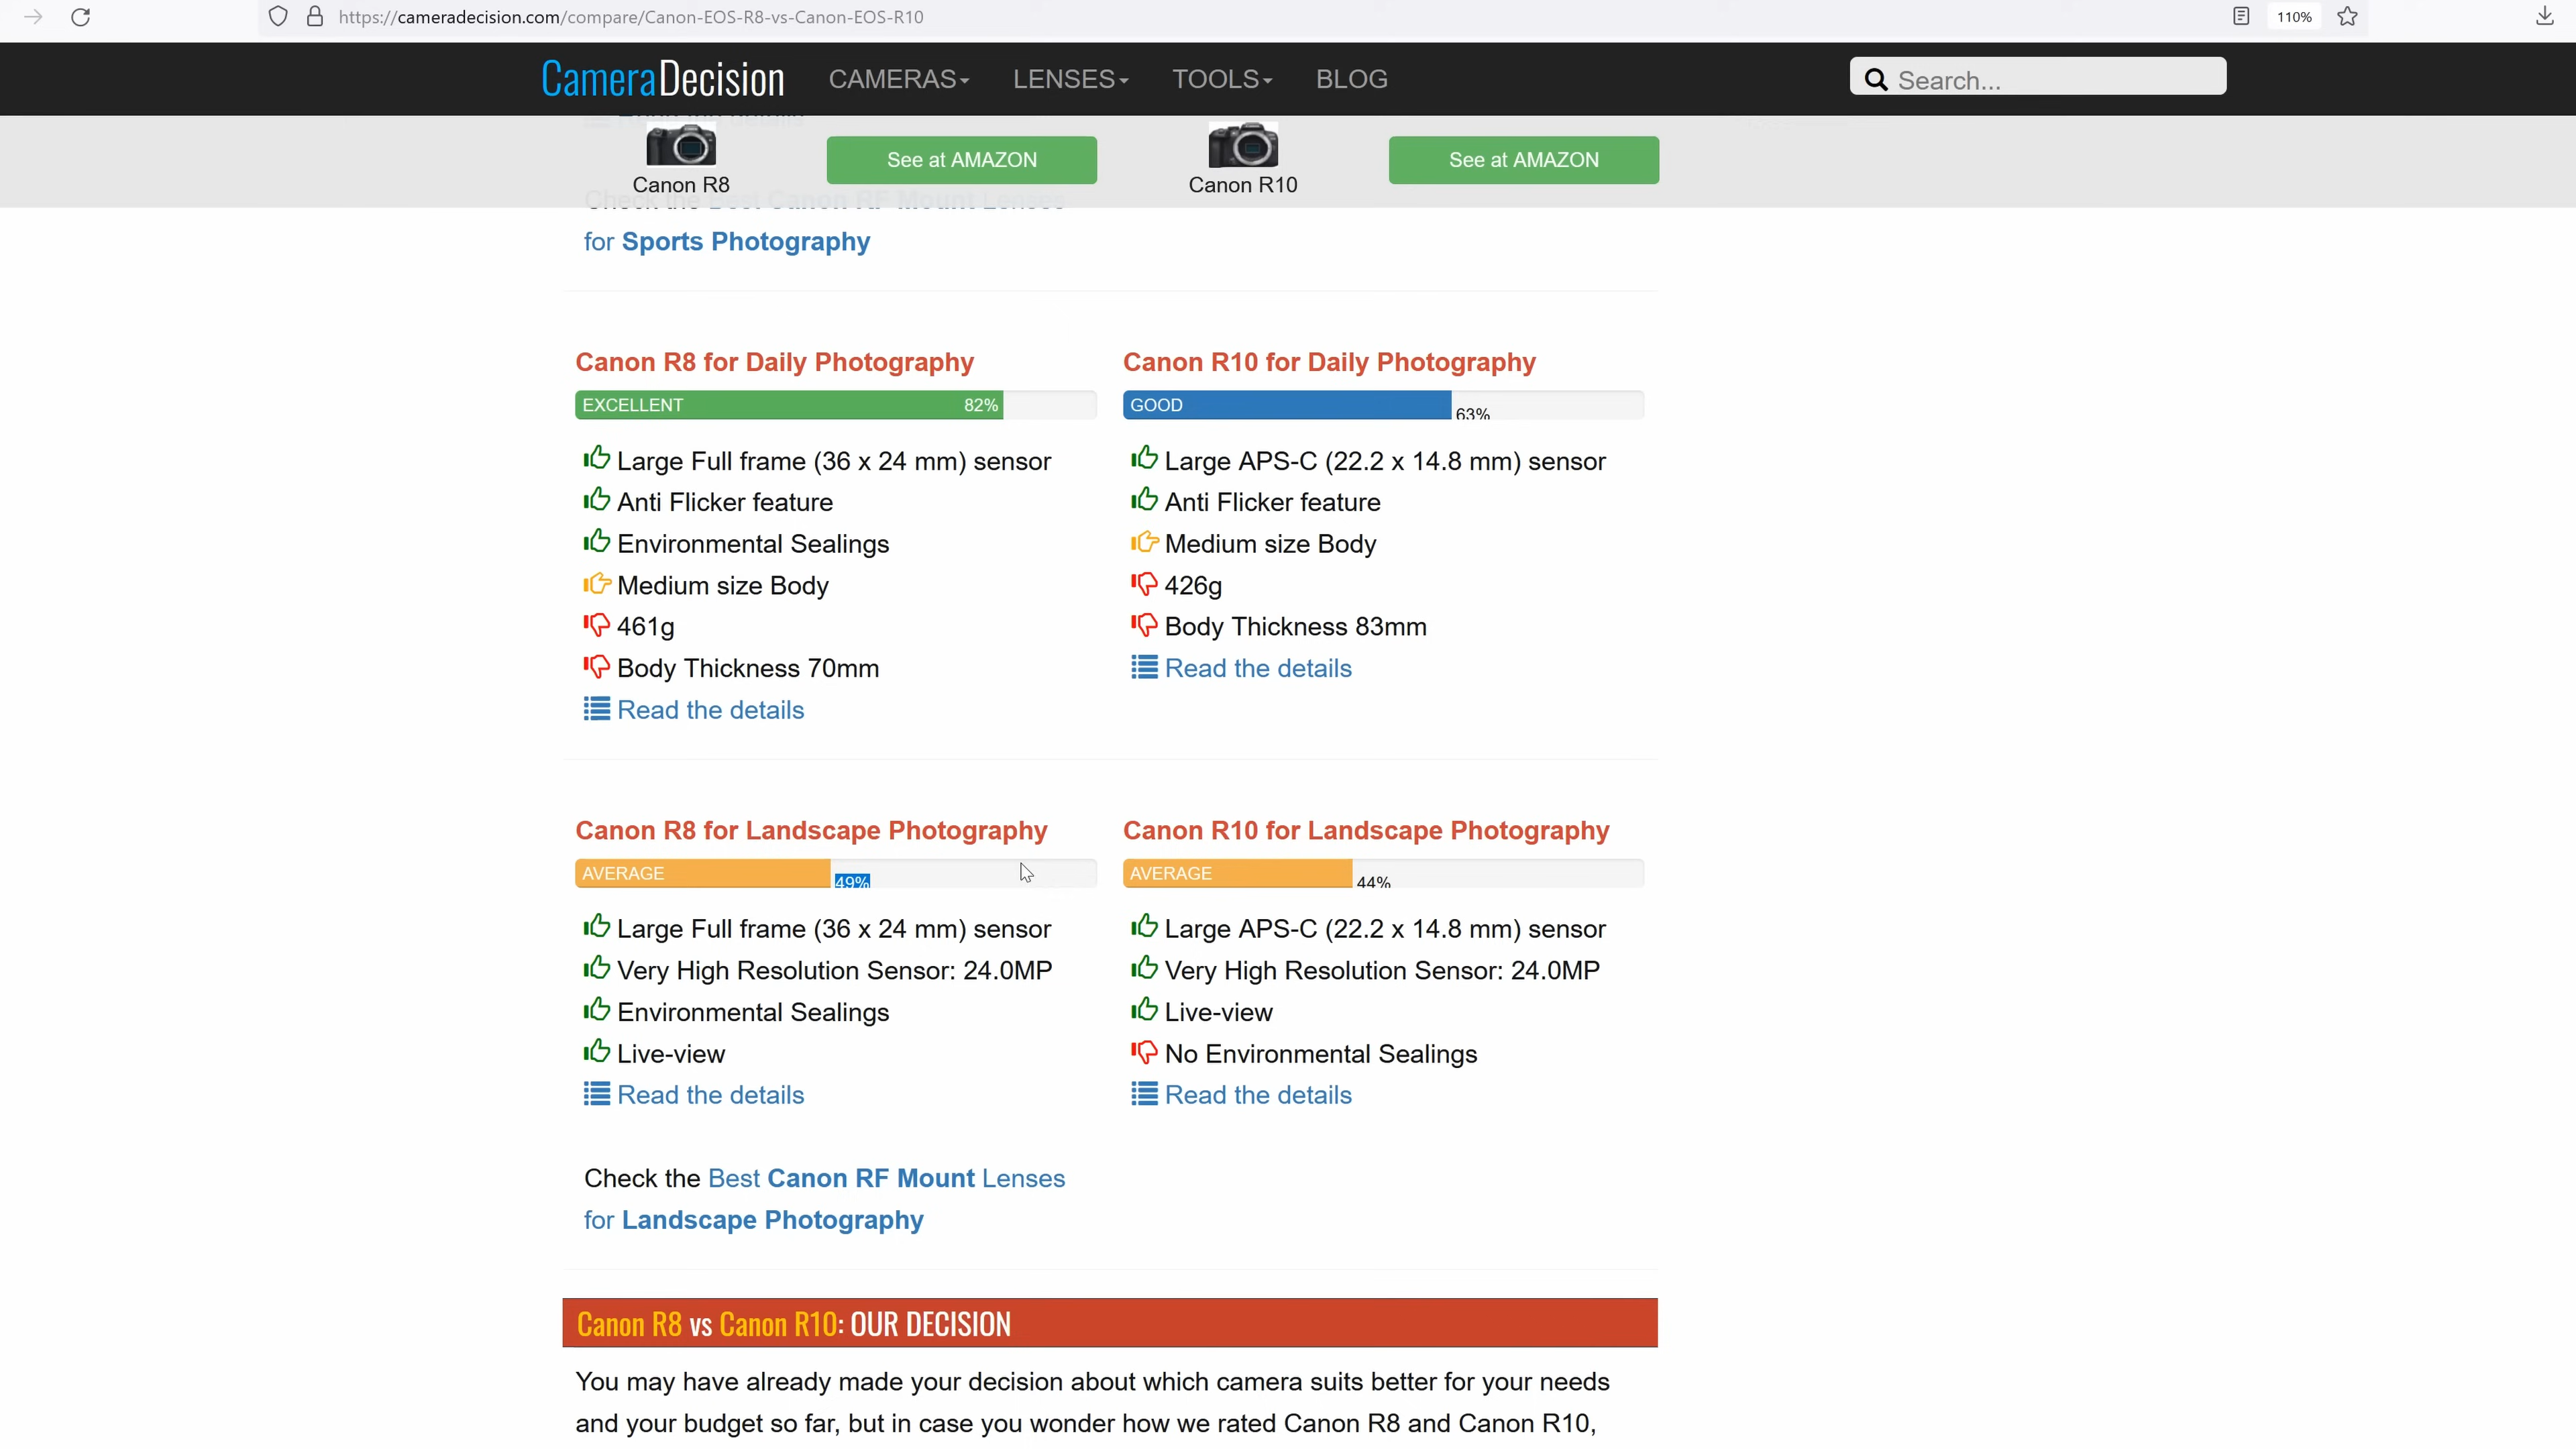 https://cameradecision.com/compare/Canon-EOS-R8-vs-Canon-EOS-R10
110%
CameraDecision
CAMERAS
LENSES
TOOLS
BLOG
Search...
Canon R8
See at AMAZON
Canon R10
See at AMAZON
Check the Best Canon RF Mount Lenses
for Sports Photography
Canon R8 for Daily Photography
EXCELLENT 82%
Large Full frame (36 x 24 mm) sensor
Anti Flicker feature
Environmental Sealings
Medium size Body
461g
Body Thickness 70mm
Read the details
Canon R10 for Daily Photography
GOOD 63%
Large APS-C (22.2 x 14.8 mm) sensor
Anti Flicker feature
Medium size Body
426g
Body Thickness 83mm
Read the details
Canon R8 for Landscape Photography
AVERAGE 49%
Large Full frame (36 x 24 mm) sensor
Very High Resolution Sensor: 24.0MP
Environmental Sealings
Live-view
Read the details
Canon R10 for Landscape Photography
AVERAGE 44%
Large APS-C (22.2 x 14.8 mm) sensor
Very High Resolution Sensor: 24.0MP
Live-view
No Environmental Sealings
Read the details
Check the Best Canon RF Mount Lenses
for Landscape Photography
Canon R8 vs Canon R10: OUR DECISION
You may have already made your decision about which camera suits better for your needs
and your budget so far, but in case you wonder how we rated Canon R8 and Canon R10,